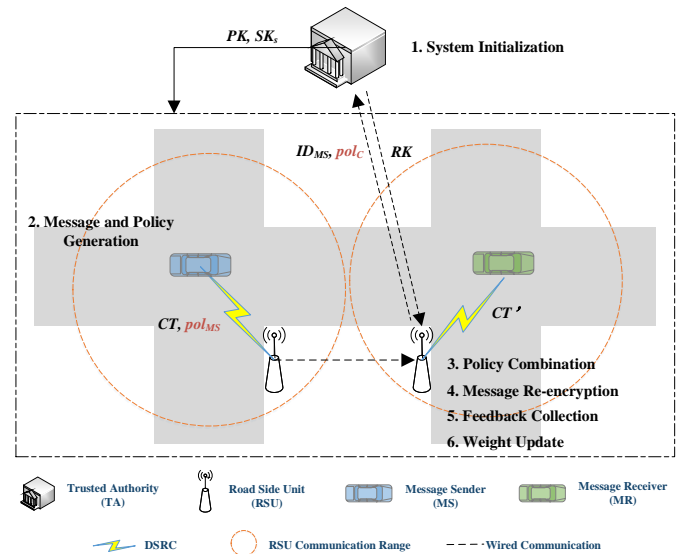 PK, SKs
1. System Initialization
IDMS, polC
RK
2. Message and Policy
Generation
CT, polMS
CT’
3. Policy Combination
4. Message Re-encryption
5. Feedback Collection
6. Weight Update
Trusted Authority
(TA)
Road Side Unit
(RSU)
Message Sender
(MS)
Message Receiver
(MR)
DSRC
RSU Communication Range
Wired Communication